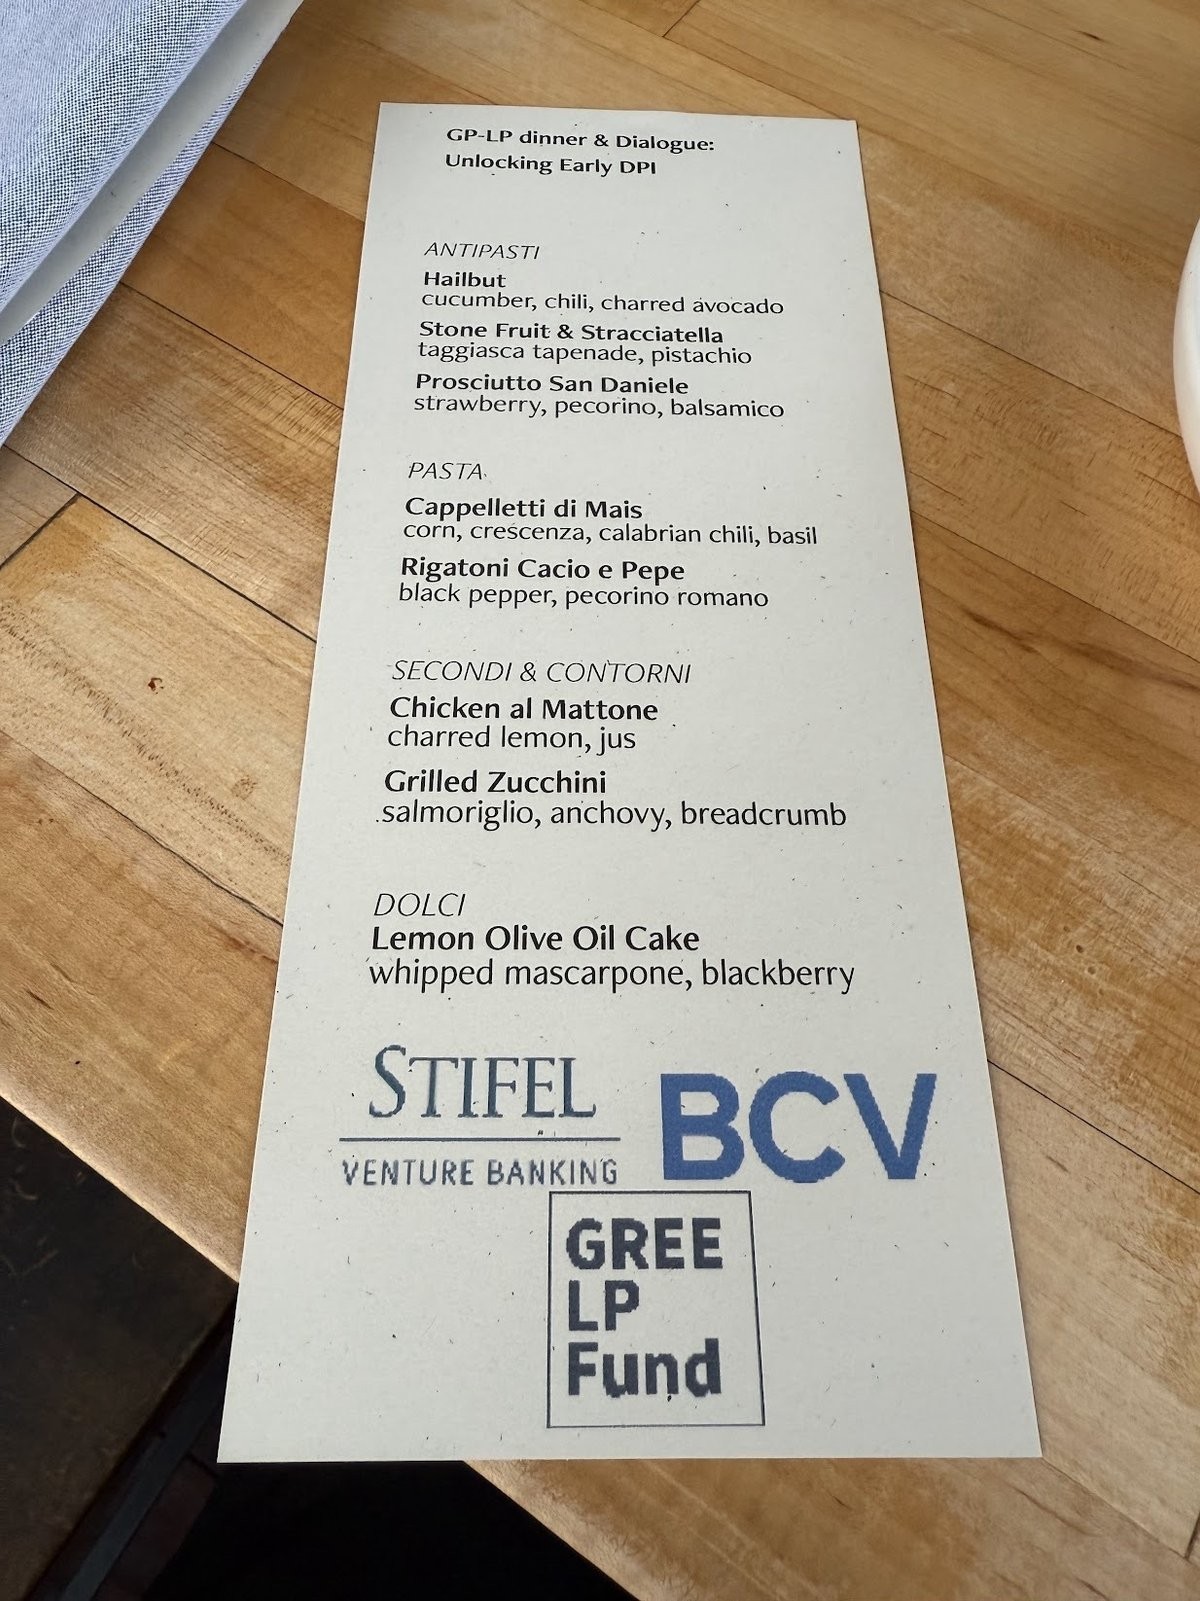 GP-LP dinner & Dialogue:
Unlocking Early DPI
ANTIPASTI
Hailbut
cucumber, chili, charred avocado
Stone Fruit & Stracciatella
taggiasca tapenade, pistachio
Prosciutto San Daniele
strawberry, pecorino, balsamico
PASTA
Cappelletti di Mais
corn, crescenza, calabrian chili, basil
Rigatoni Cacio e Pepe
black pepper, pecorino romano
SECONDI & CONTORNI
Chicken al Mattone
charred lemon, jus
Grilled Zucchini
salmoriglio, anchovy, breadcrumb
DOLCI
Lemon Olive Oil Cake
whipped mascarpone, blackberry
STIFEL
VENTURE BANKING
BCV
GREE
LP
Fund